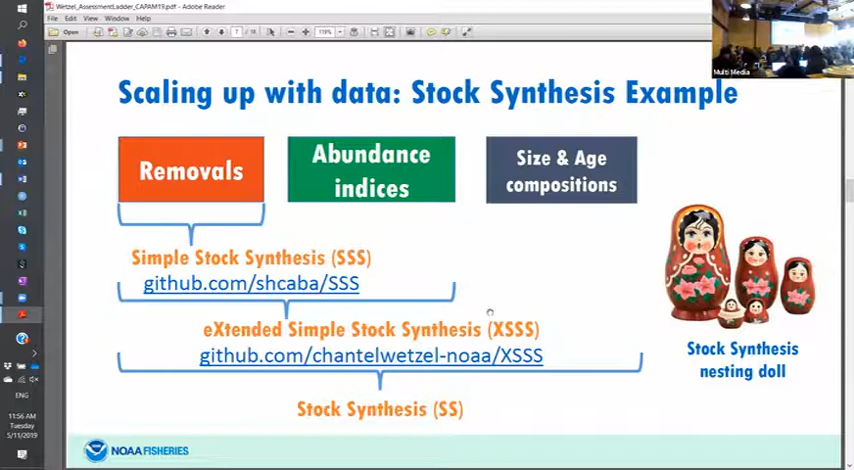 Wetzel_AssessmentLadder_CAPAM19.pdf - Adobe Reader
File Edit View Window Help
Open
7
119%
Multi Media
Scaling up with data: Stock Synthesis Example
Removals
Abundance
indices
Size & Age
compositions
Simple Stock Synthesis (SSS)
github.com/shcaba/SSS
eXtended Simple Stock Synthesis (XSSS)
github.com/chantelwetzel-noaa/XSSS
Stock Synthesis (SS)
Stock Synthesis
nesting doll
NOAA FISHERIES
ENG
11:56 AM
Tuesday
5/11/2019